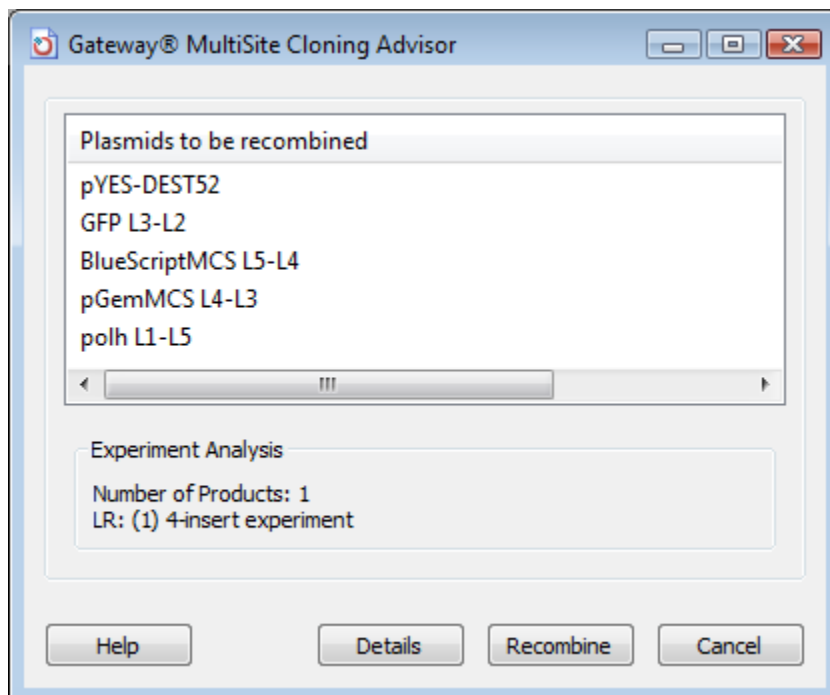 Gateway® MultiSite Cloning Advisor
Plasmids to be recombined
pYES-DEST52
GFP L3-L2
BlueScriptMCS L5-L4
pGemMCS L4-L3
polh L1-L5
Experiment Analysis
Number of Products: 1
LR: (1) 4-insert experiment
Help Details Recombine Cancel